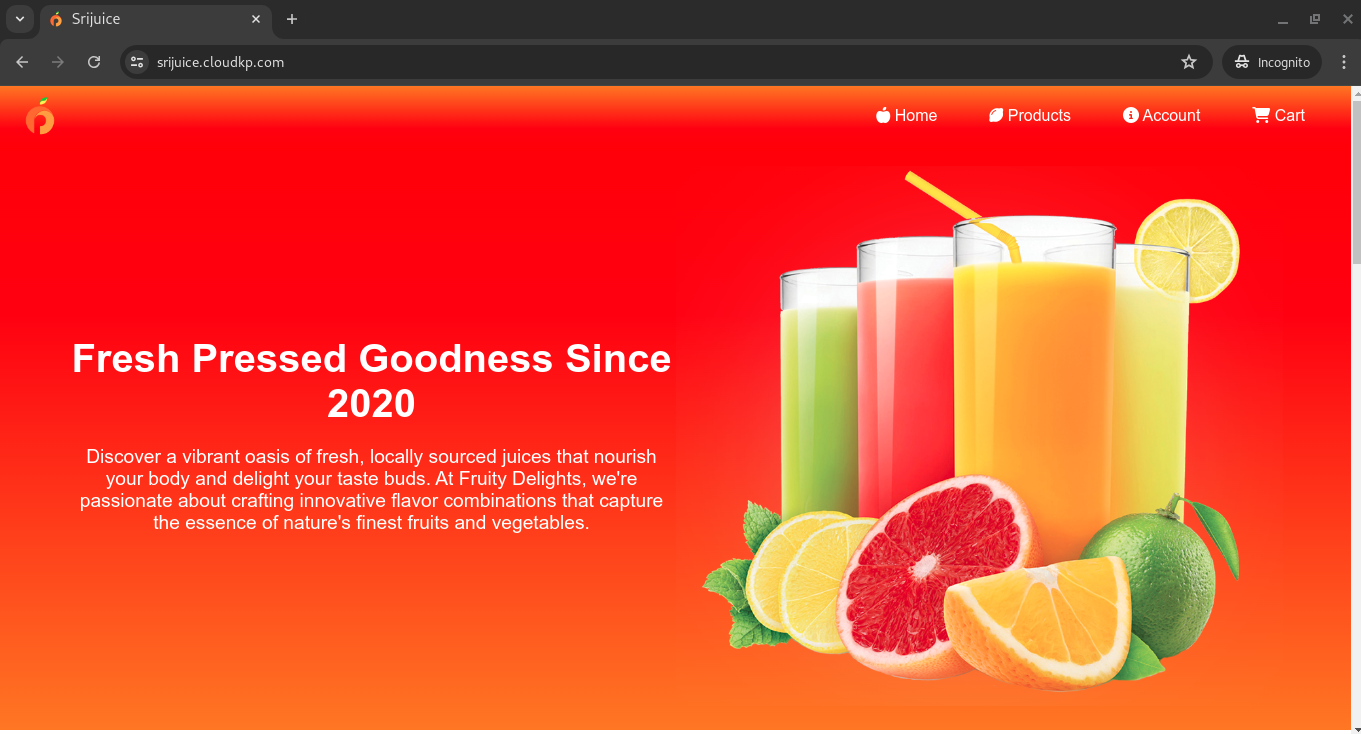 Srijuice
srijuice.cloudkp.com
Incognito
Home Products Account Cart
Fresh Pressed Goodness Since
2020
Discover a vibrant oasis of fresh, locally sourced juices that nourish
your body and delight your taste buds. At Fruity Delights, we're
passionate about crafting innovative flavor combinations that capture
the essence of nature's finest fruits and vegetables.